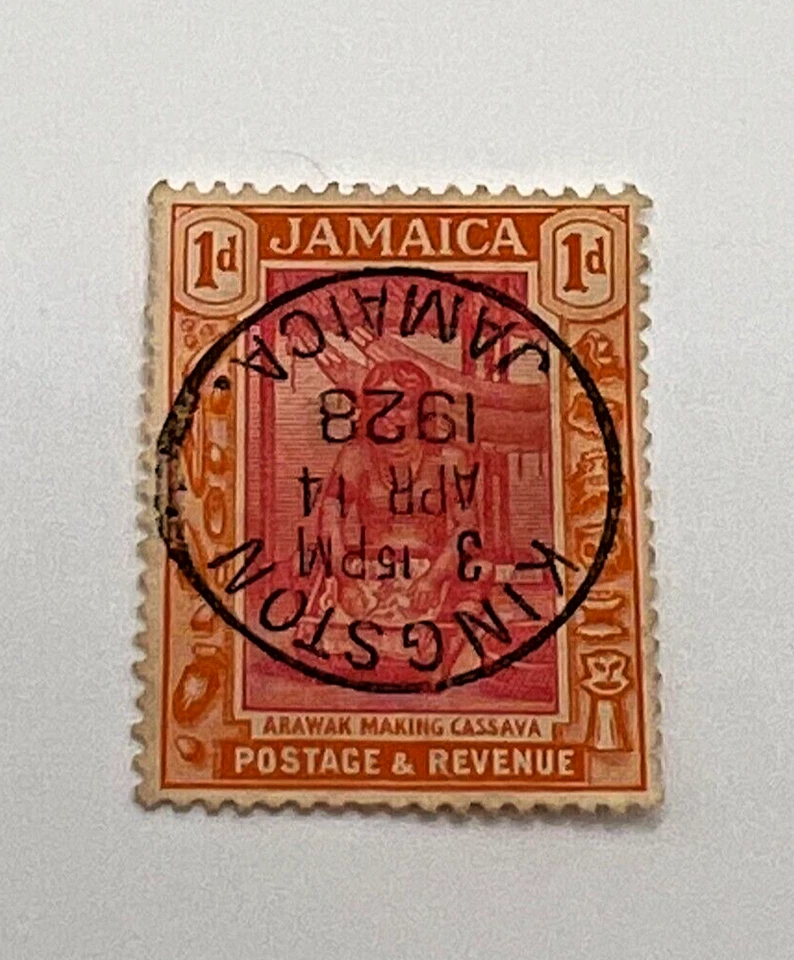 1d JAMAICA 1d
ARAWAK MAKING CASSAVA
POSTAGE & REVENUE
KINGSTON
3 15PM
APR 14
1928
JAMAICA